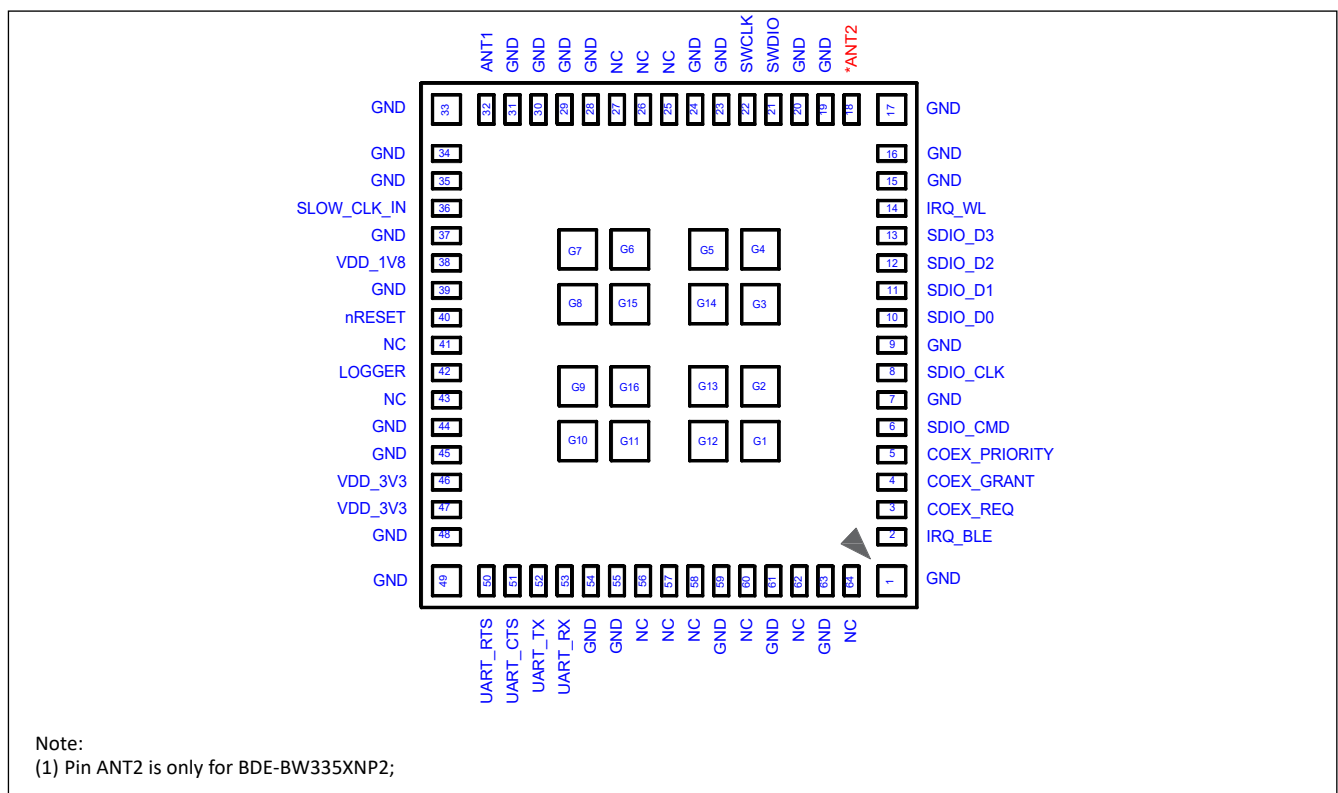 ANT1 GND GND GND GND NC NC NC GND GND SWCLK SWDIO GND GND *ANT2
GND 33 32 31 30 29 28 27 26 25 24 23 22 21 20 19 18 17 GND
GND 34 16 GND
GND 35 15 GND
SLOW_CLK_IN 36 14 IRQ_WL
GND 37 13 SDIO_D3
G7 G6 G5 G4
VDD_1V8 38 12 SDIO_D2
GND 39 11 SDIO_D1
G8 G15 G14 G3
nRESET 40 10 SDIO_D0
NC 41 9 GND
LOGGER 42 8 SDIO_CLK
G9 G16 G13 G2
NC 43 7 GND
GND 44 6 SDIO_CMD
G10 G11 G12 G1
GND 45 5 COEX_PRIORITY
VDD_3V3 46 4 COEX_GRANT
VDD_3V3 47 3 COEX_REQ
GND 48 2 IRQ_BLE
GND 49 50 51 52 53 54 55 56 57 58 59 60 61 62 63 64 1 GND
UART_RTS UART_CTS UART_TX UART_RX GND GND NC NC NC GND NC GND NC GND NC
Note:
(1) Pin ANT2 is only for BDE-BW335XNP2;